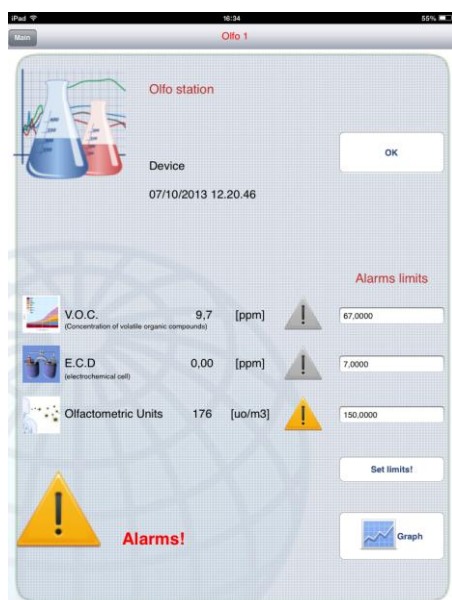 iPad 16:34 55%
Main Olfo 1
Olfo station
OK
Device
07/10/2013 12.20.46
Alarms limits
V.O.C. 9,7 [ppm] 67,0000
(Concentration of volatile organic compounds)
E.C.D 0,00 [ppm] 7,0000
(electrochemical cell)
Olfactometric Units 176 [uo/m3] 150,0000
Set limits!
Graph
Alarms!